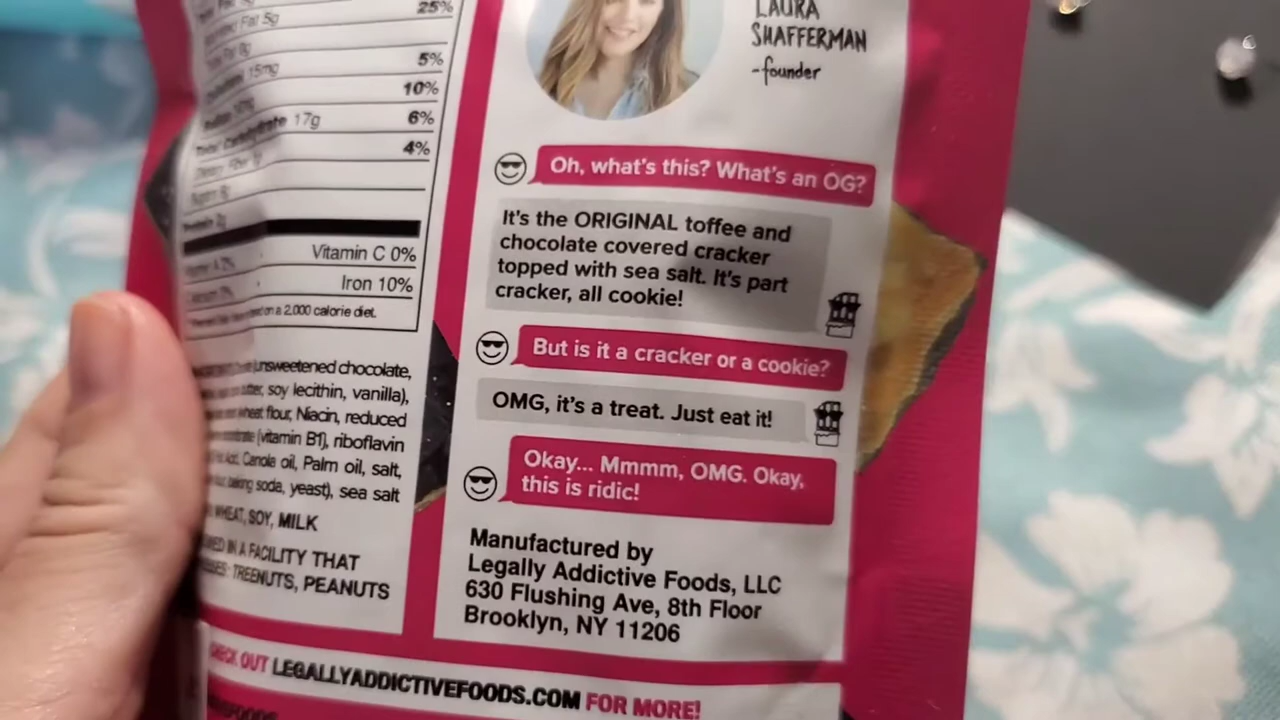 25%
Fat 5g
5%
15mg
10%
Carbohydrate 17g
6%
4%
Vitamin C 0%
Iron 10%
on a 2,000 calorie diet.
unsweetened chocolate,
soy lecithin, vanilla),
wheat flour, Niacin, reduced
(vitamin B1), riboflavin
Canola oil, Palm oil, salt,
baking soda, yeast), sea salt
WHEAT, SOY, MILK
IN A FACILITY THAT
TREENUTS, PEANUTS
LAURA
SHAFFERMAN
-founder
Oh, what's this? What's an OG?
It's the ORIGINAL toffee and
chocolate covered cracker
topped with sea salt. It's part
cracker, all cookie!
But is it a cracker or a cookie?
OMG, it's a treat. Just eat it!
Okay... Mmmm, OMG. Okay,
this is ridic!
Manufactured by
Legally Addictive Foods, LLC
630 Flushing Ave, 8th Floor
Brooklyn, NY 11206
CHECK OUT LEGALLYADDICTIVEFOODS.COM FOR MORE!